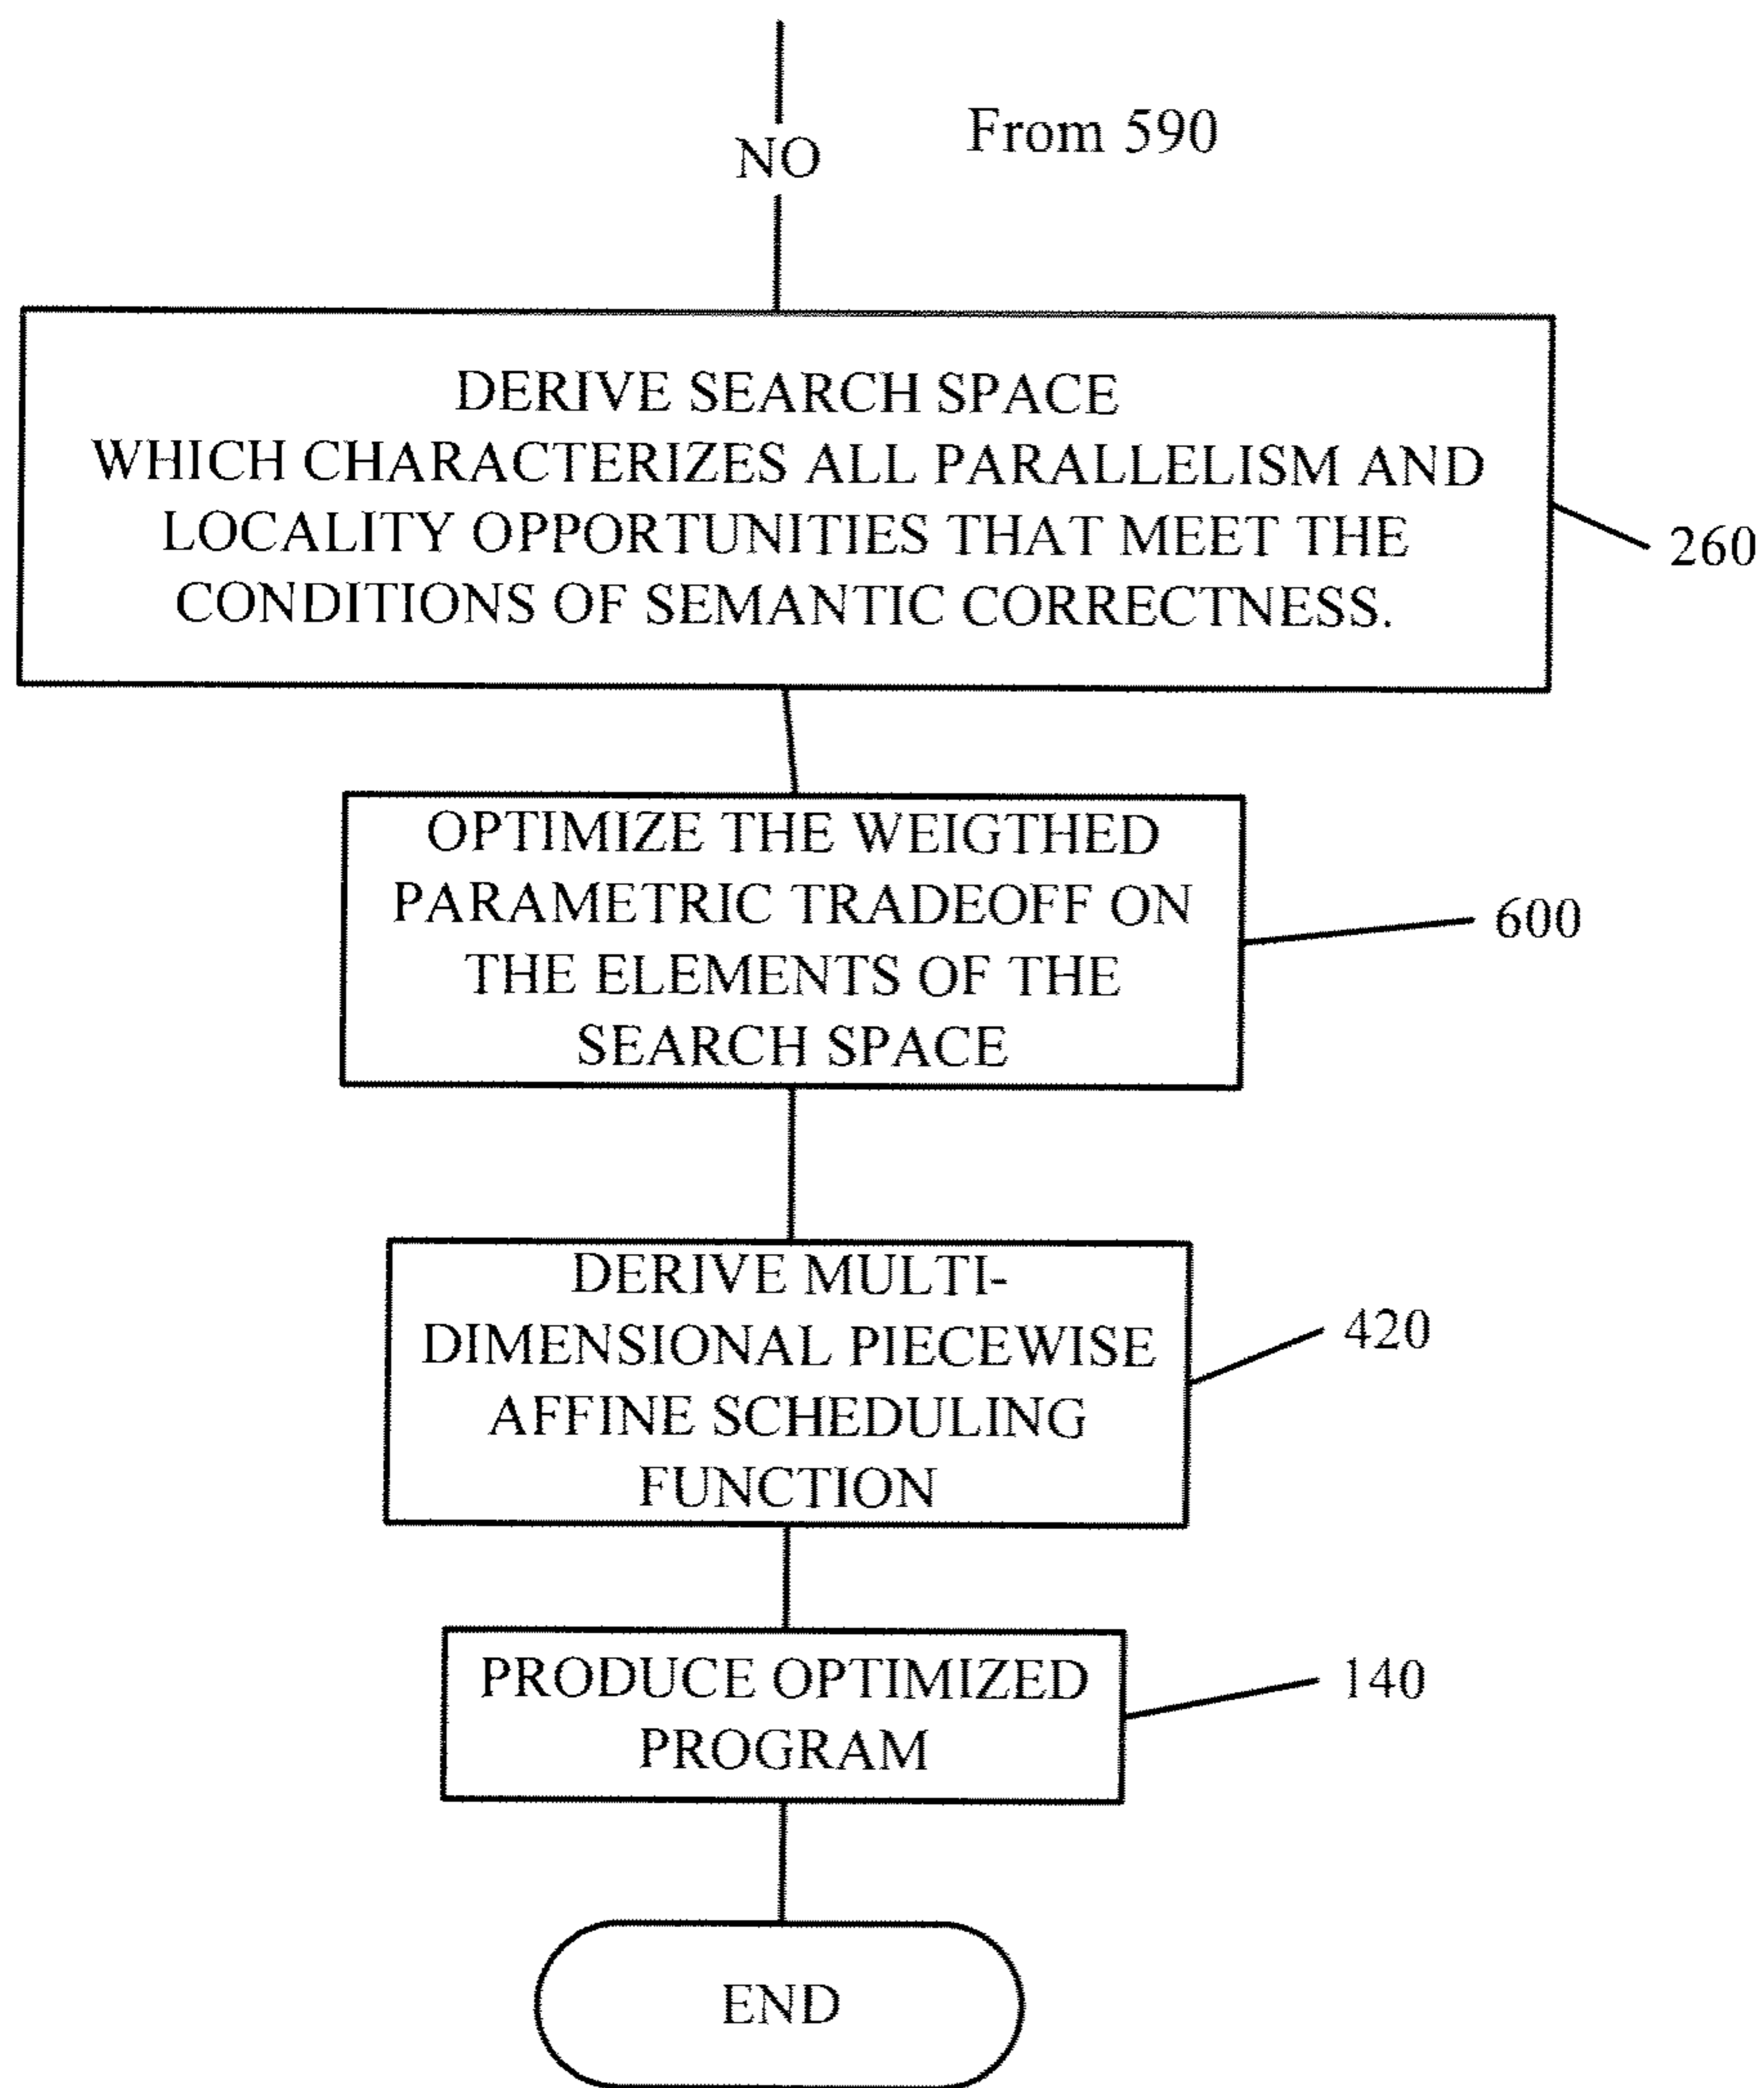 From 590
NO
DERIVE SEARCH SPACE
WHICH CHARACTERIZES ALL PARALLELISM AND
LOCALITY OPPORTUNITIES THAT MEET THE
CONDITIONS OF SEMANTIC CORRECTNESS.
260
OPTIMIZE THE WEIGTHED
PARAMETRIC TRADEOFF ON
THE ELEMENTS OF THE
SEARCH SPACE
600
DERIVE MULTI-
DIMENSIONAL PIECEWISE
AFFINE SCHEDULING
FUNCTION
420
PRODUCE OPTIMIZED
PROGRAM
140
END